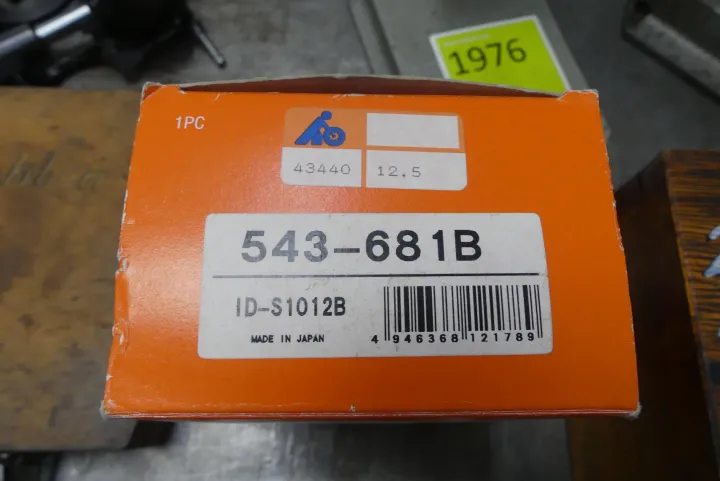 1976
1PC
43440 12.5
543-681B
ID-S1012B
MADE IN JAPAN
4 946368 121789